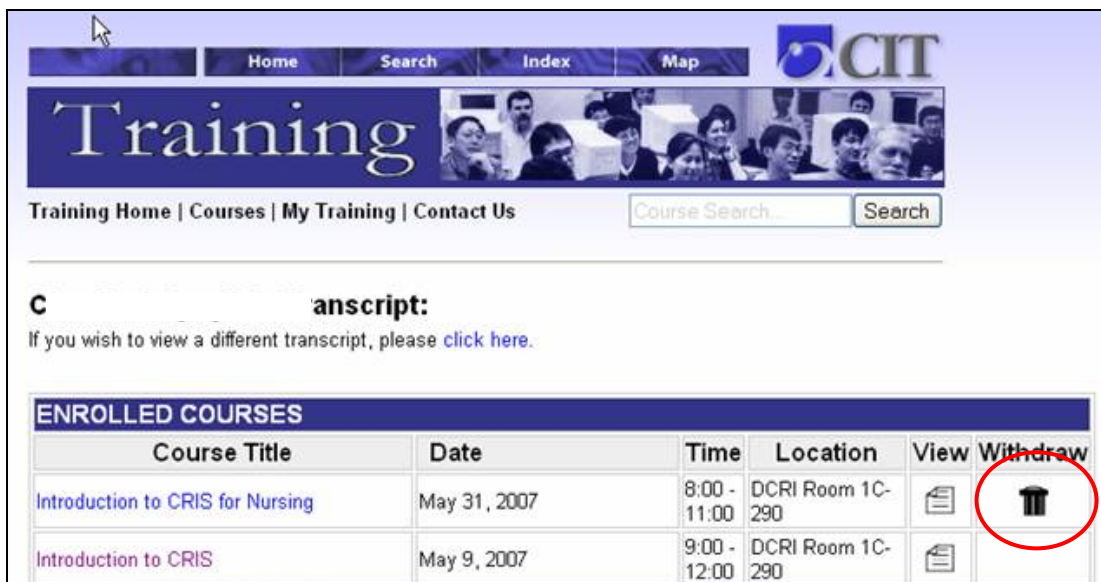 Home Search Index Map CIT
Training
Training Home | Courses | My Training | Contact Us Course Search... Search
C anscript:
If you wish to view a different transcript, please click here.
ENROLLED COURSES
Course Title Date Time Location View Withdraw
Introduction to CRIS for Nursing May 31, 2007 8:00 - DCRI Room 1C-
11:00 290
Introduction to CRIS May 9, 2007 9:00 - DCRI Room 1C-
12:00 290